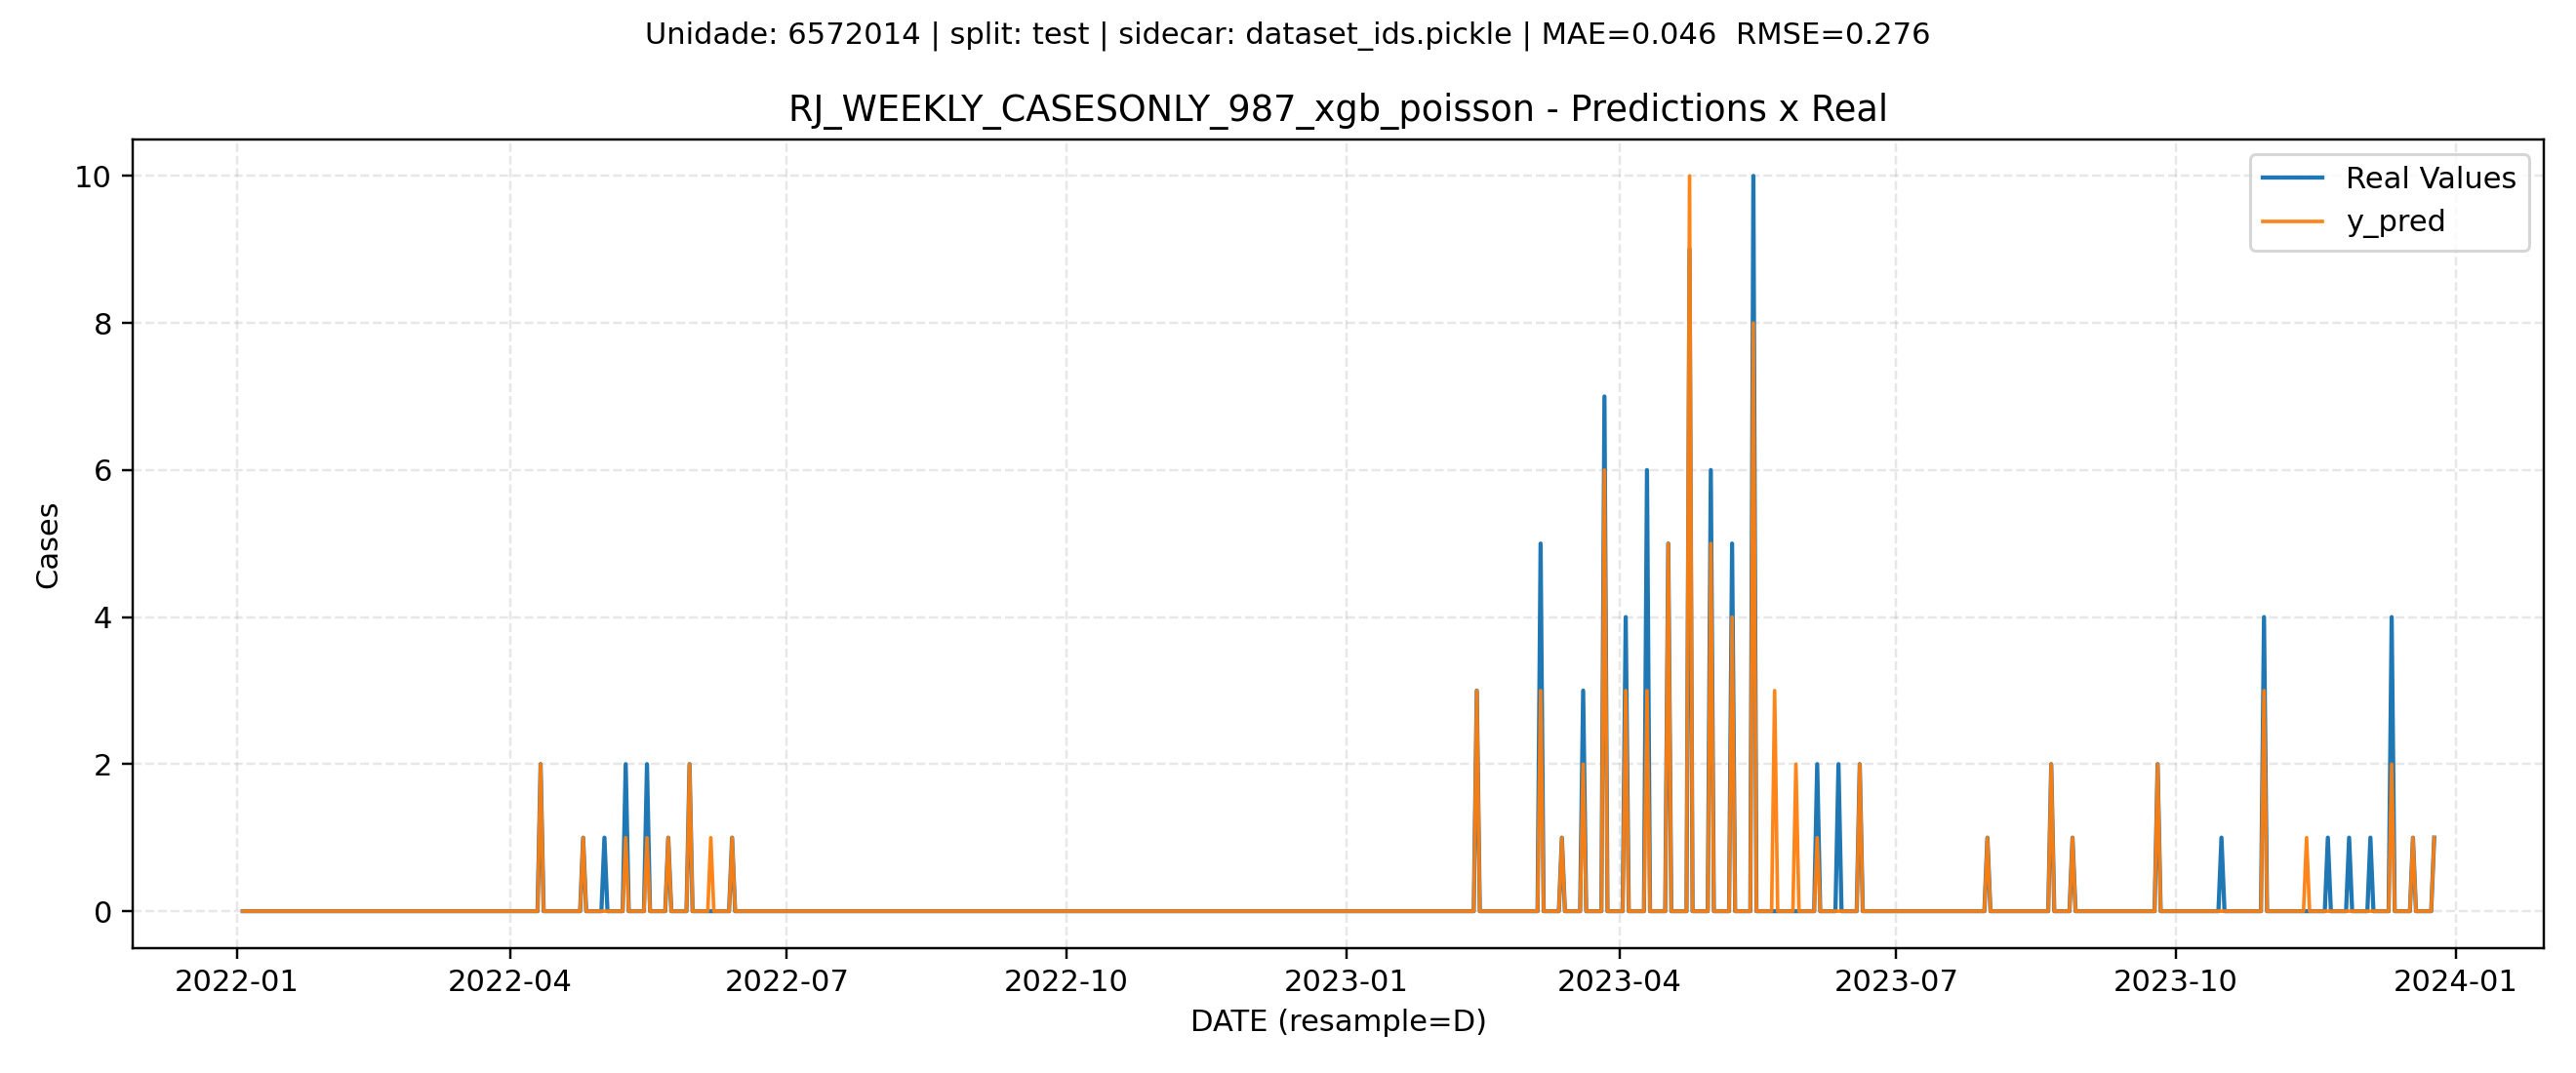 Unidade: 6572014 | split: test | sidecar: dataset_ids.pickle | MAE=0.046  RMSE=0.276
RJ_WEEKLY_CASESONLY_987_xgb_poisson - Predictions x Real
Real Values
y_pred
10
8
6
4
2
0
Cases
2022-01
2022-04
2022-07
2022-10
2023-01
2023-04
2023-07
2023-10
2024-01
DATE (resample=D)